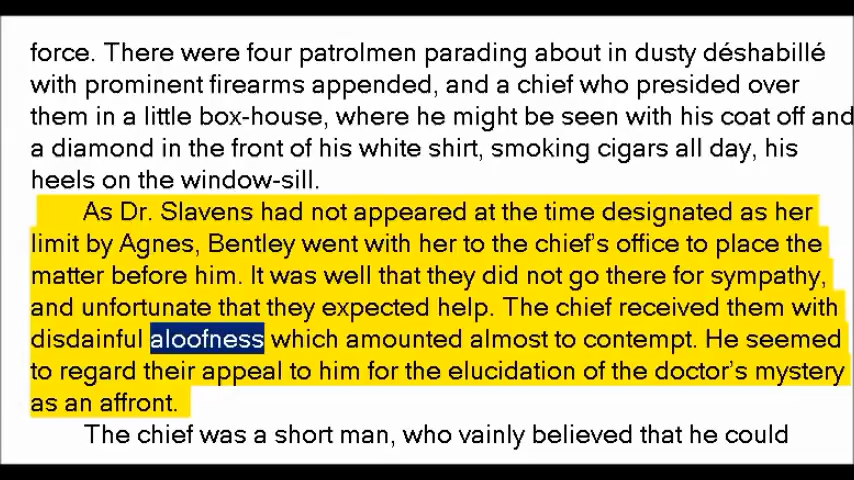 force. There were four patrolmen parading about in dusty déshabillé
with prominent firearms appended, and a chief who presided over
them in a little box-house, where he might be seen with his coat off and
a diamond in the front of his white shirt, smoking cigars all day, his
heels on the window-sill.
As Dr. Slavens had not appeared at the time designated as her
limit by Agnes, Bentley went with her to the chief’s office to place the
matter before him. It was well that they did not go there for sympathy,
and unfortunate that they expected help. The chief received them with
disdainful aloofness which amounted almost to contempt. He seemed
to regard their appeal to him for the elucidation of the doctor’s mystery
as an affront.
The chief was a short man, who vainly believed that he could